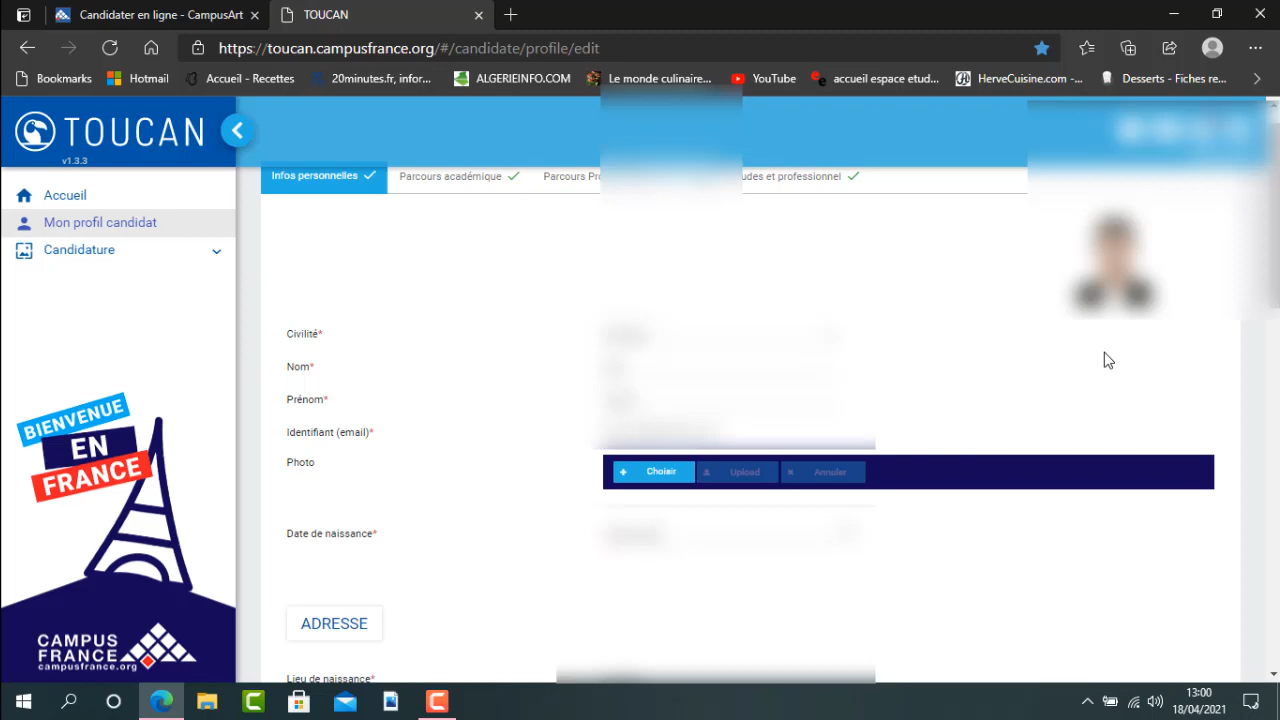 Candidater en ligne - CampusArt
TOUCAN
https://toucan.campusfrance.org/#/candidate/profile/edit
Bookmarks
Hotmail
Accueil - Recettes
20minutes.fr, infor...
ALGERIEINFO.COM
Le monde culinaire...
YouTube
accueil espace etud...
HerveCuisine.com -...
Desserts - Fiches re...
TOUCAN
v1.3.3
Accueil
Mon profil candidat
Candidature
Infos personnelles
Parcours académique
Parcours Pr
udes et professionnel
Civilité*
Nom*
Prénom*
Identifiant (email)*
Photo
Choisir
Upload
Annuler
Date de naissance*
ADRESSE
Lieu de naissance*
BIENVENUE
EN
FRANCE
CAMPUS
FRANCE
campusfrance.org
13:00
18/04/2021